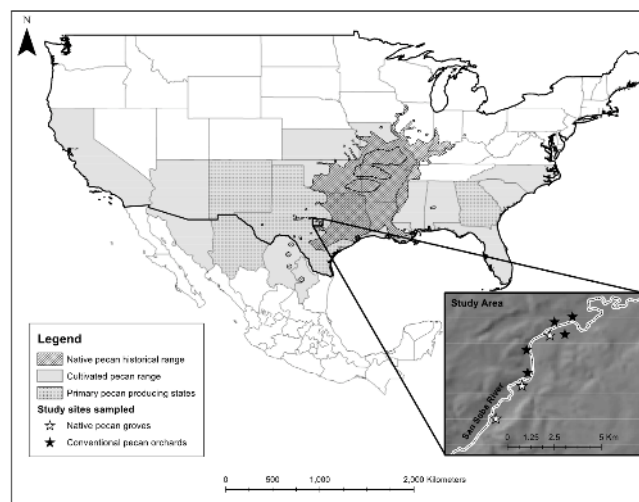 N
Legend
Native pecan historical range
Cultivated pecan range
Primary pecan producing states
Study sites sampled
Native pecan groves
Conventional pecan orchards
Study Area
San Saba River
0 1.25 2.5 5 Km
0 500 1,000 2,000 Kilometers